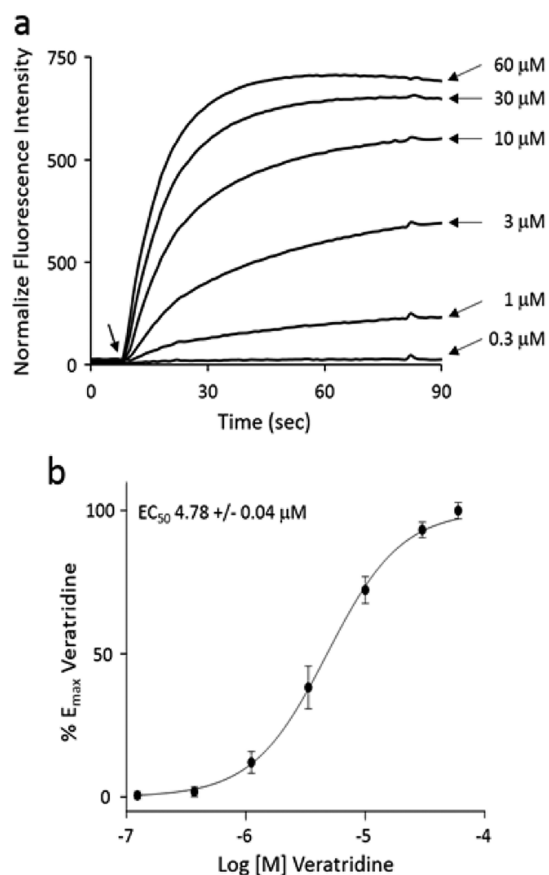 a
Normalize Fluorescence Intensity
750
500
500
0
0
30
60
90
Time (sec)
60 μM
30 μM
10 μM
3 μM
1 μM
0.3 μM
b
EC50 4.78 +/- 0.04 μM
% Emax Veratridine
100
50
0
-7
-6
-5
-4
Log [M] Veratridine